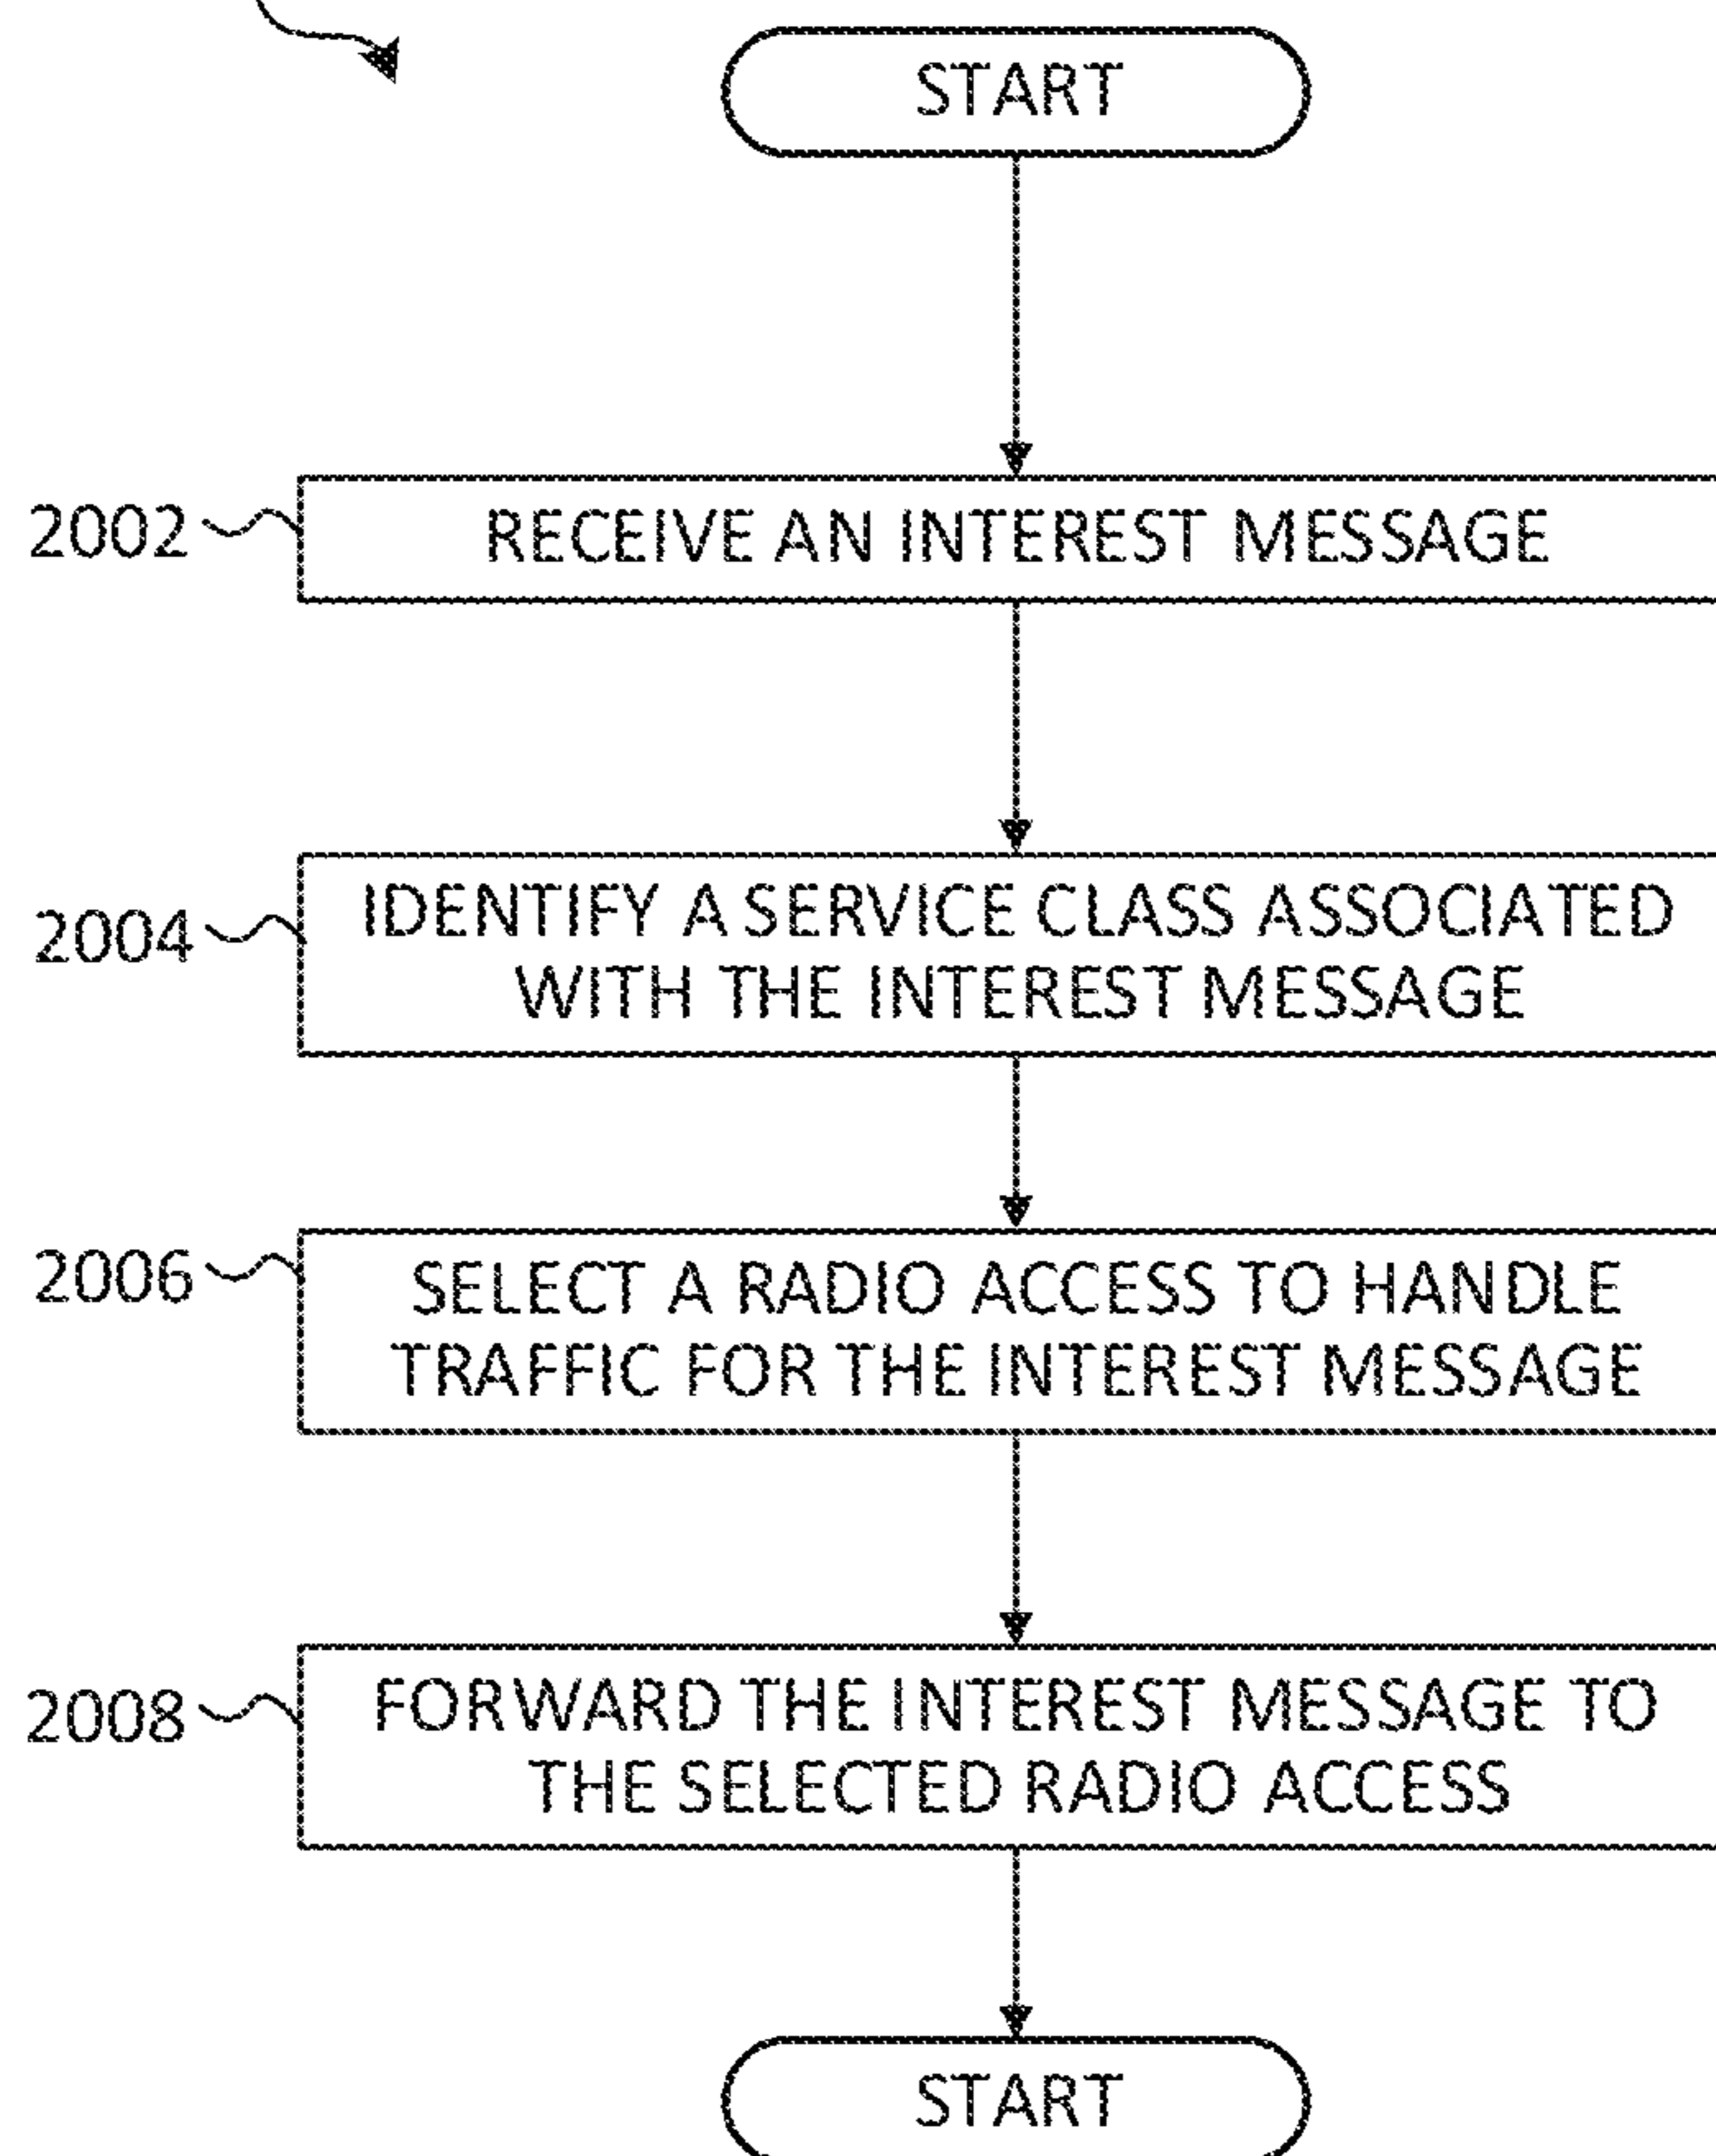 START
2002
RECEIVE AN INTEREST MESSAGE
2004
IDENTIFY A SERVICE CLASS ASSOCIATED
WITH THE INTEREST MESSAGE
2006
SELECT A RADIO ACCESS TO HANDLE
TRAFFIC FOR THE INTEREST MESSAGE
2008
FORWARD THE INTEREST MESSAGE TO
THE SELECTED RADIO ACCESS
START